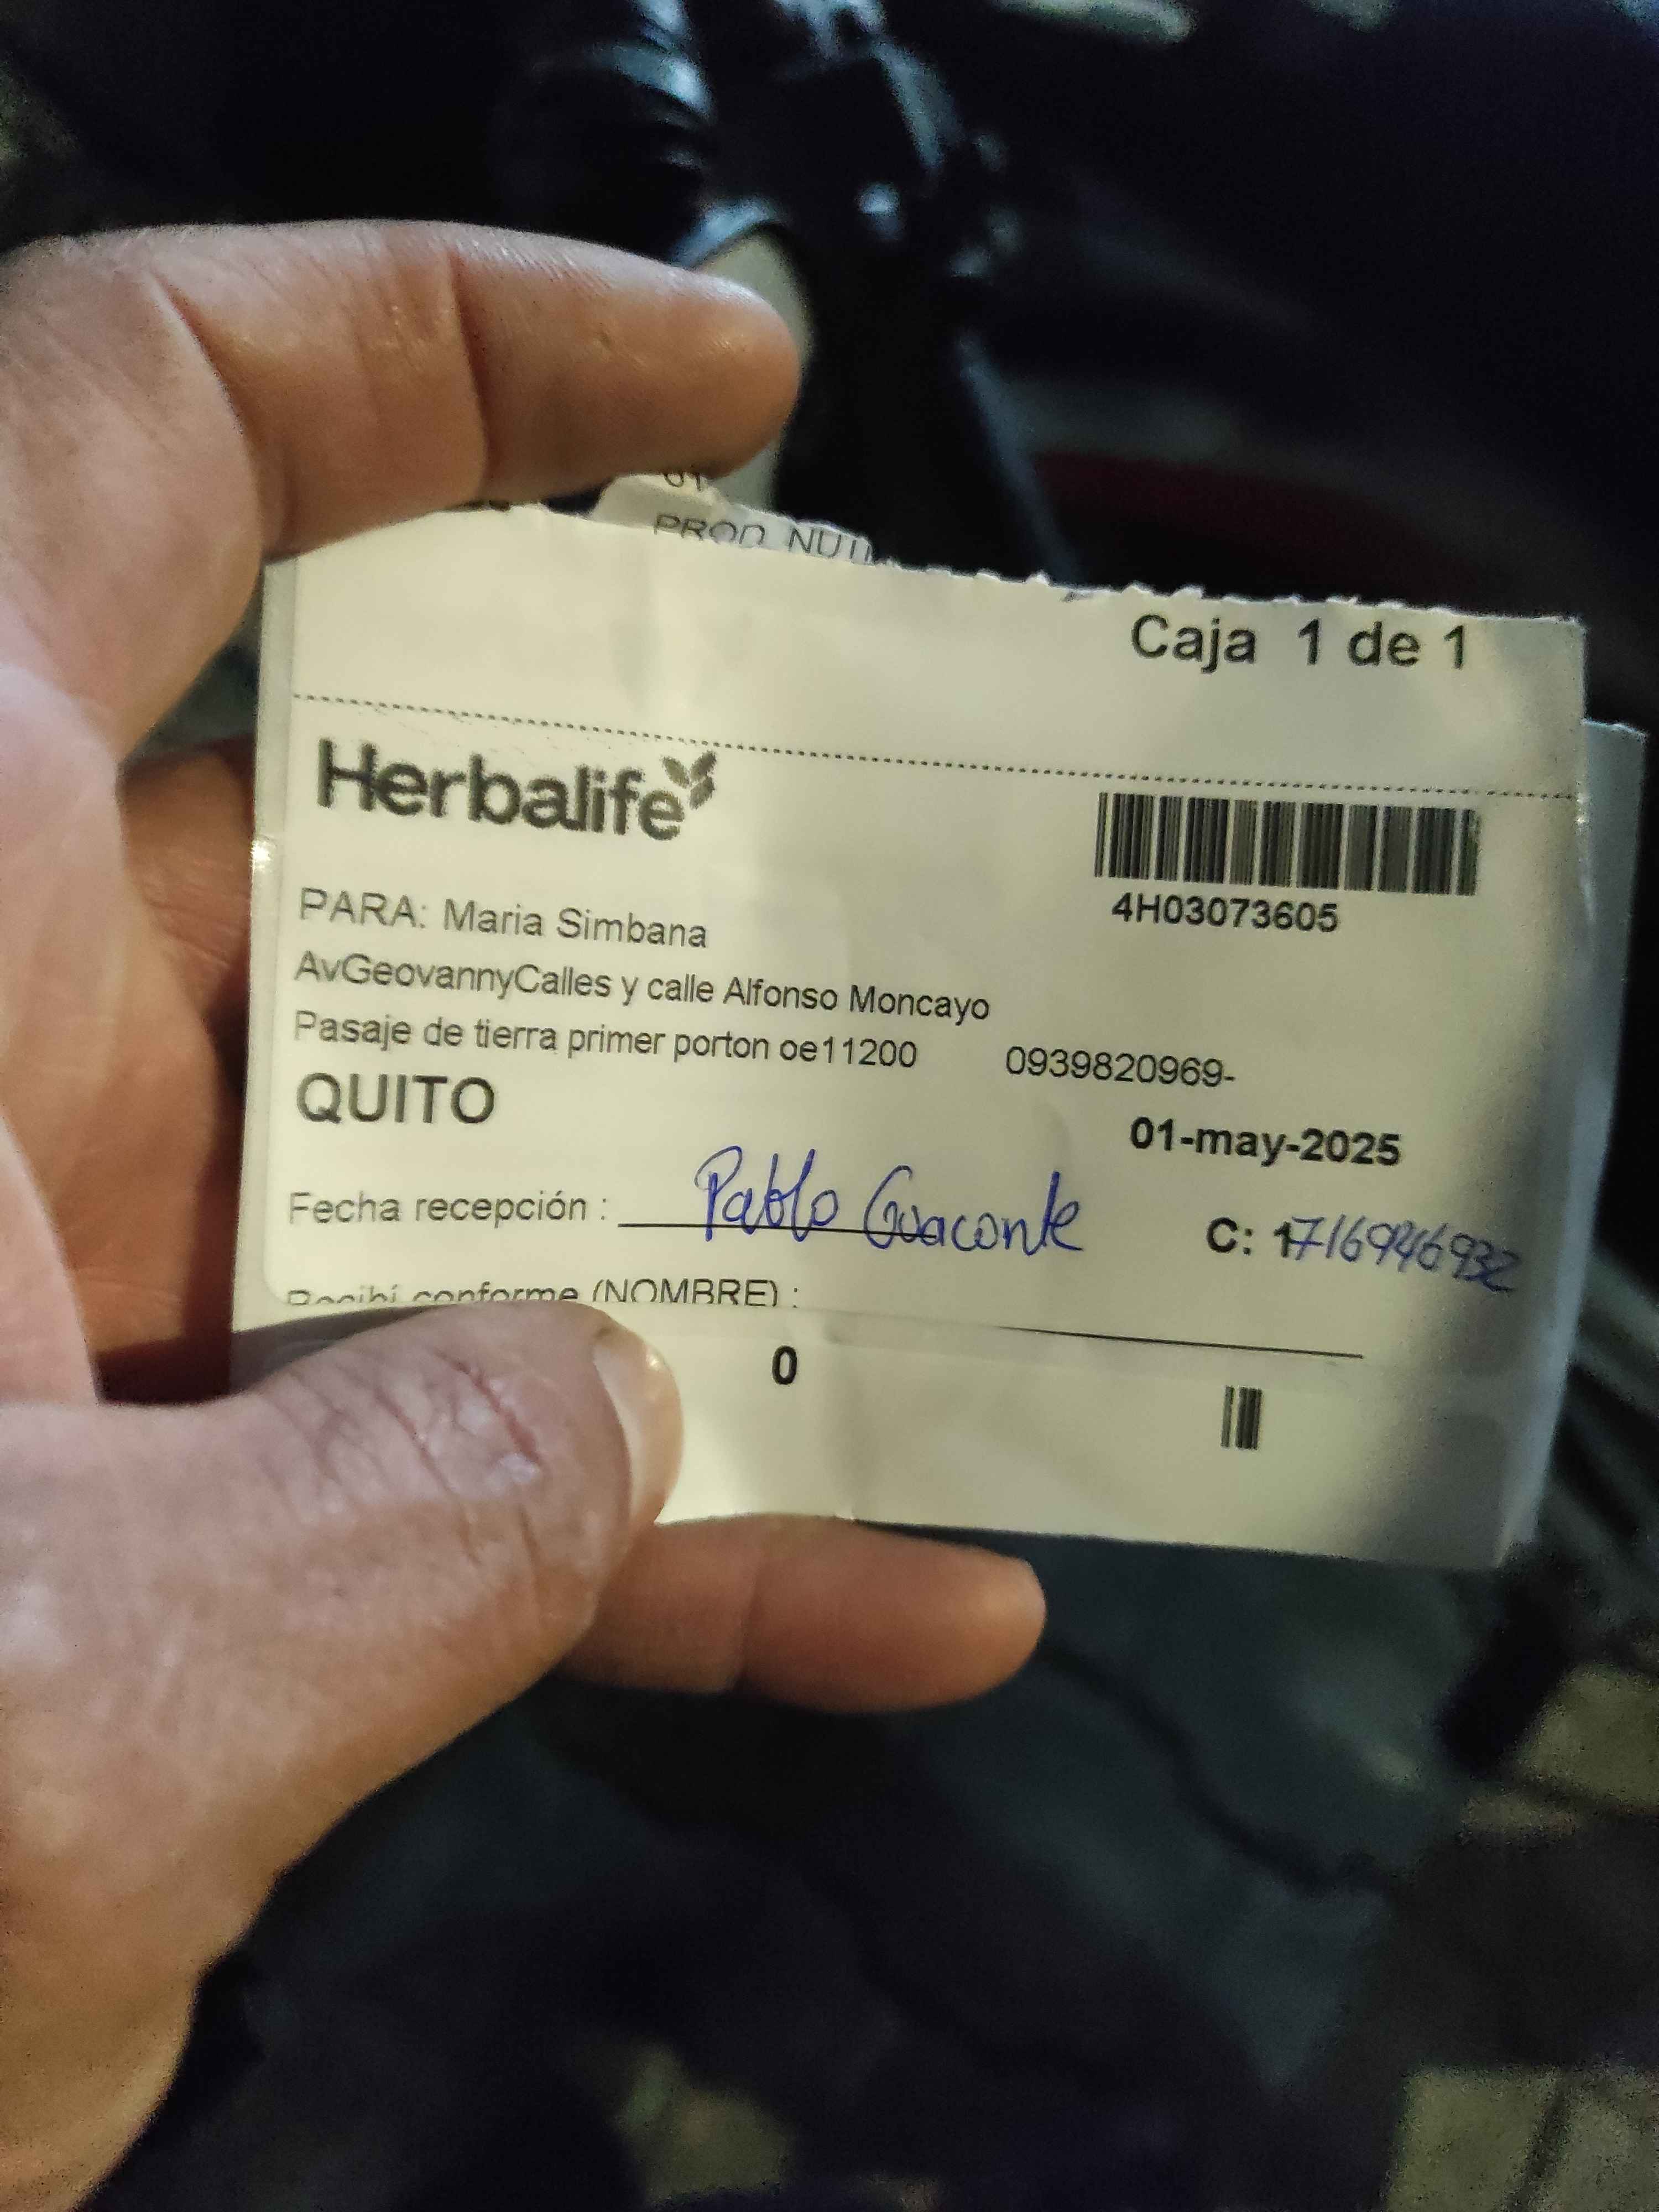 PROD NUTI
Caja 1 de 1
Herbalife
4H03073605
PARA: Maria Simbana
AvGeovannyCalles y calle Alfonso Moncayo
Pasaje de tierra primer porton oe11200 0939820969-
QUITO
01-may-2025
Fecha recepción : Pablo Guaconte C: 1716946932
Recibí conforme (NOMBRE) :
0